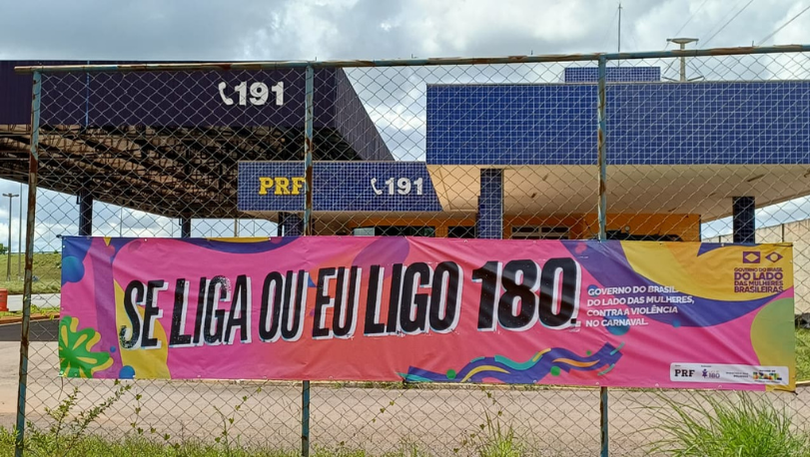 191
PRF
191
SE LIGA OU EU LIGO 180.
GOVERNO DO BRASIL
DO LADO DAS MULHERES,
CONTRA A VIOLÊNCIA
NO CARNAVAL.
GOVERNO DO BRASIL
DO LADO
DAS MULHERES
BRASILEIRAS
PRF
180